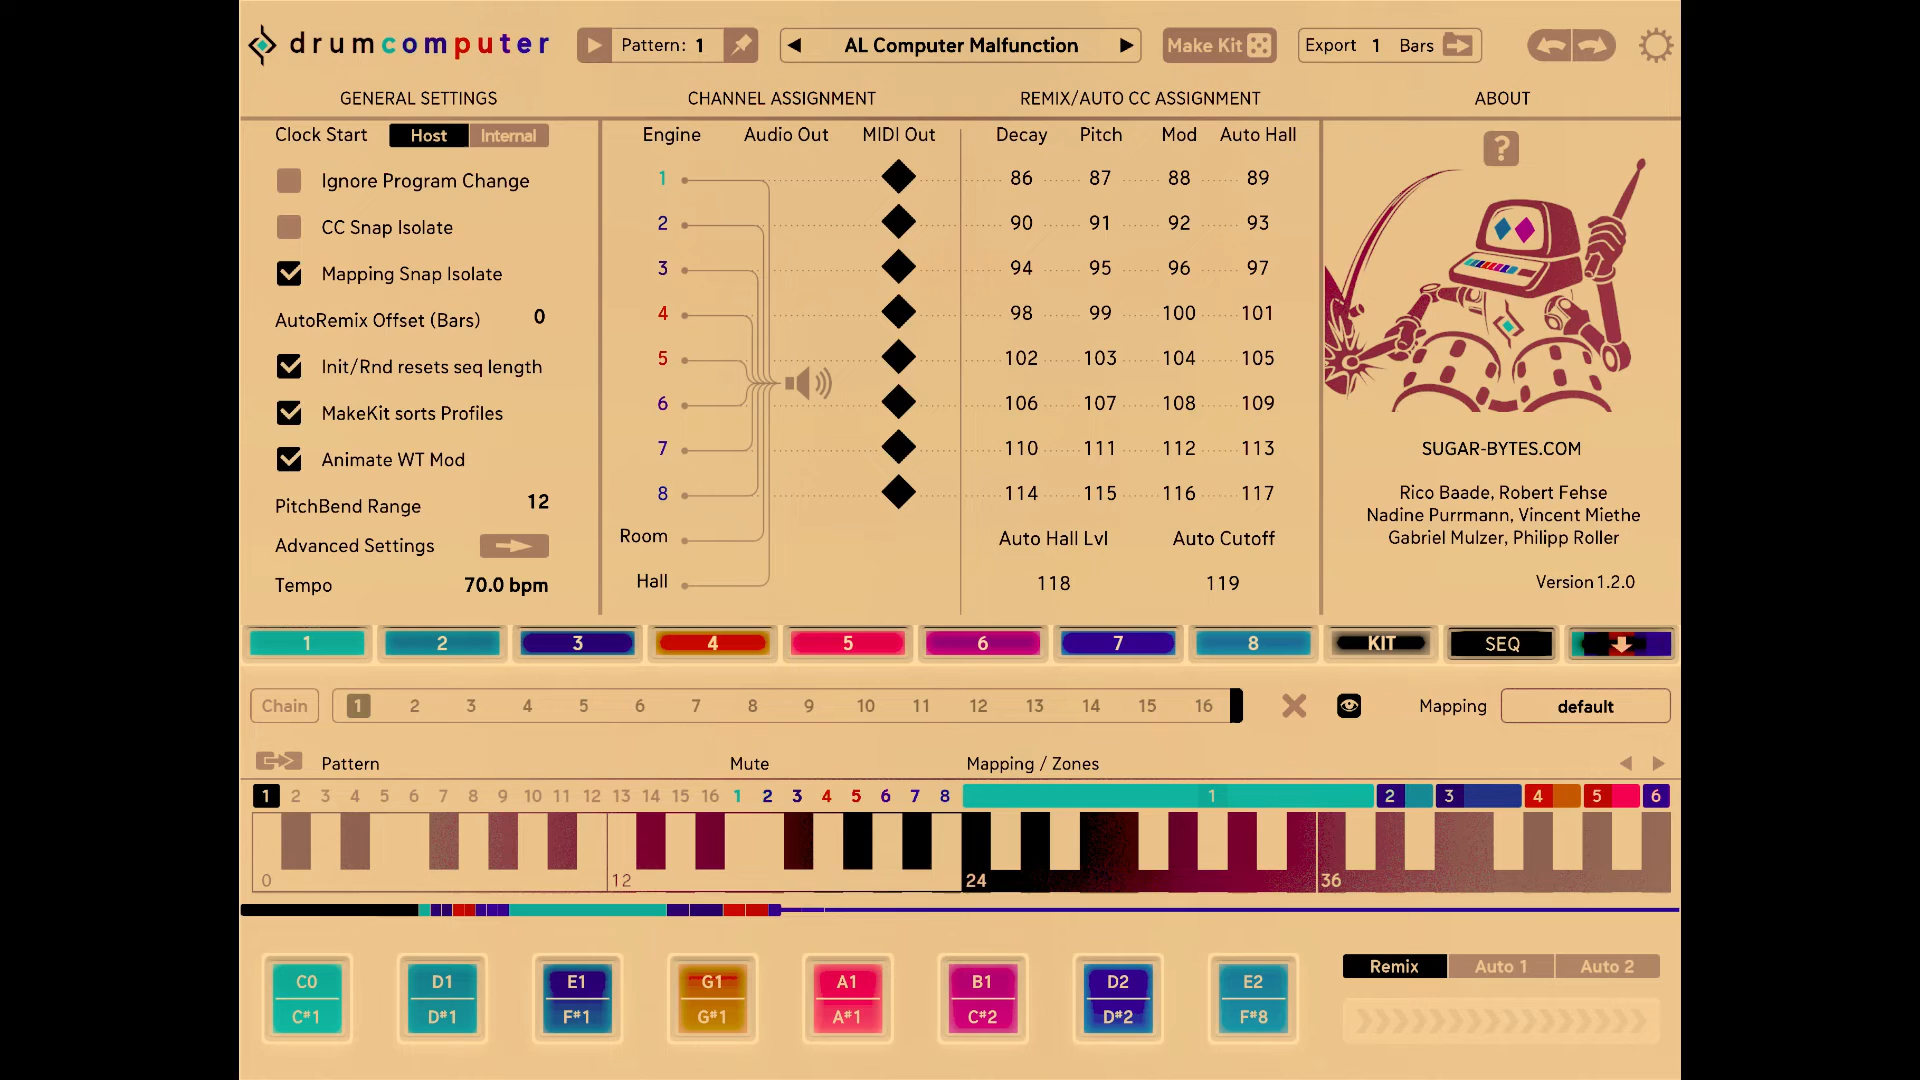 drumcomputer Pattern: 1 AL Computer Malfunction Make Kit Export 1 Bars
GENERAL SETTINGS CHANNEL ASSIGNMENT REMIX/AUTO CC ASSIGNMENT ABOUT
Clock Start Host Internal
Ignore Program Change
CC Snap Isolate
Mapping Snap Isolate
AutoRemix Offset (Bars) 0
Init/Rnd resets seq length
MakeKit sorts Profiles
Animate WT Mod
PitchBend Range 12
Advanced Settings
Tempo 70.0 bpm
Engine Audio Out MIDI Out
1
2
3
4
5
6
7
8
Room
Hall
Decay Pitch Mod Auto Hall
86 87 88 89
90 91 92 93
94 95 96 97
98 99 100 101
102 103 104 105
106 107 108 109
110 111 112 113
114 115 116 117
Auto Hall Lvl Auto Cutoff
118 119
?
SUGAR-BYTES.COM
Rico Baade, Robert Fehse
Nadine Purrmann, Vincent Miethe
Gabriel Mulzer, Philipp Roller
Version 1.2.0
1 2 3 4 5 6 7 8 KIT SEQ
Chain 1 2 3 4 5 6 7 8 9 10 11 12 13 14 15 16 Mapping default
Pattern Mute Mapping / Zones
1 2 3 4 5 6 7 8 9 10 11 12 13 14 15 16 1 2 3 4 5 6 7 8 1 2 3 4 5 6
0 12 24 36
C0 D1 E1 G1 A1 B1 D2 E2
C#1 D#1 F#1 G#1 A#1 C#2 D#2 F#8
Remix Auto 1 Auto 2